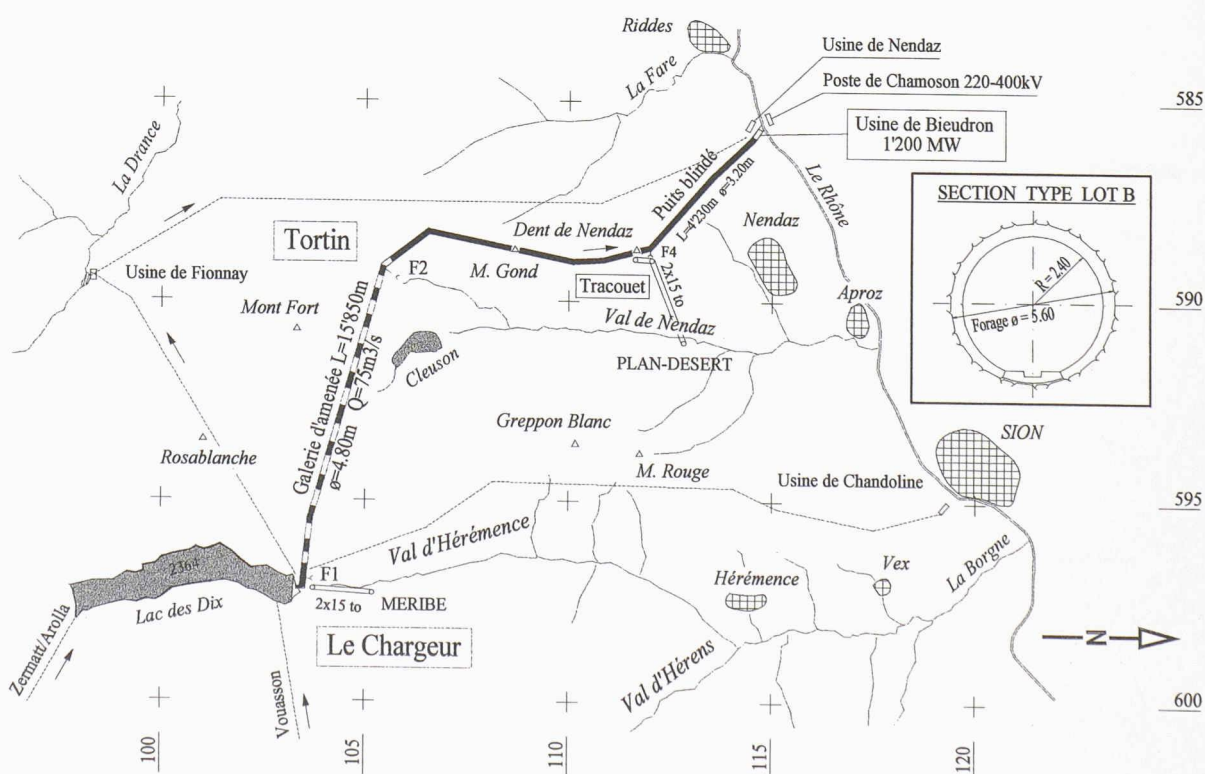 Riddes
Usine de Nendaz
Poste de Chamoson 220-400kV
Usine de Bieudron
1'200 MW
585
La Fare
La Drance
Puits blindé
L=4'230m ø=3.20m
Le Rhône
SECTION TYPE LOT B
R = 2.40
Forage ø = 5.60
Tortin
Dent de Nendaz
Nendaz
Usine de Fionnay
F2
M. Gond
F4
Tracouet
2x15 to
Aproz
590
Mont Fort
Val de Nendaz
Cleuson
PLAN-DESERT
Galerie d'amenée L=15'850m
ø=4.80m
Q=75m3/s
Greppon Blanc
SION
Rosablanche
M. Rouge
Usine de Chandoline
595
Val d'Hérémence
La Borgne
2364
F1
Vex
Hérémence
Lac des Dix
2x15 to
MERIBE
Zermatt/Arolla
Le Chargeur
N
Val d'Hérens
Vouasson
600
100
105
110
115
120